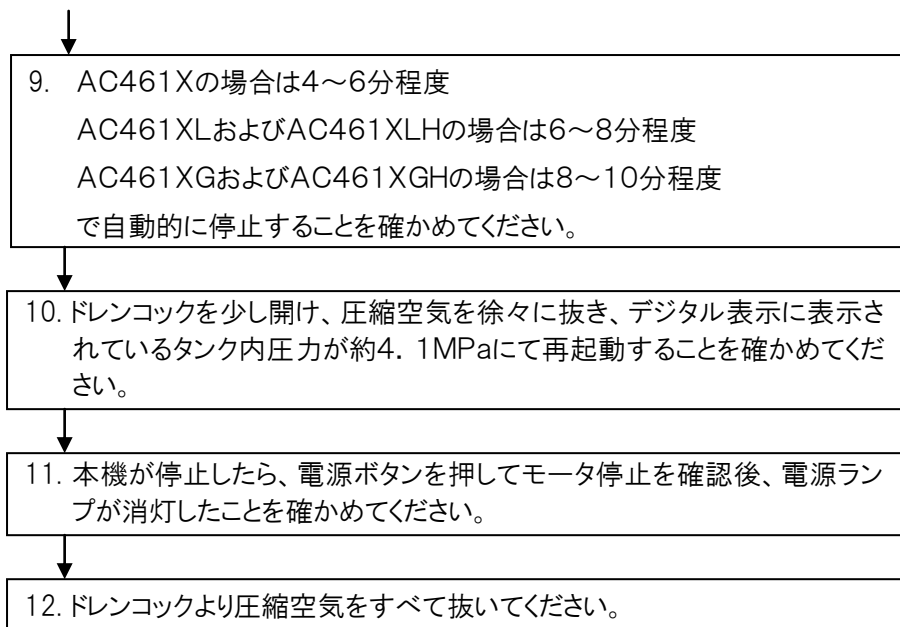 9. AC461Xの場合は4～6分程度
AC461XLおよびAC461XLHの場合は6～8分程度
AC461XGおよびAC461XGHの場合は8～10分程度
で自動的に停止することを確かめてください。
10. ドレンコックを少し開け、圧縮空気を徐々に抜き、デジタル表示に表示さ
れているタンク内圧力が約4．1MPaにて再起動することを確かめてくだ
さい。
11. 本機が停止したら、電源ボタンを押してモータ停止を確認後、電源ラン
プが消灯したことを確かめてください。
12. ドレンコックより圧縮空気をすべて抜いてください。